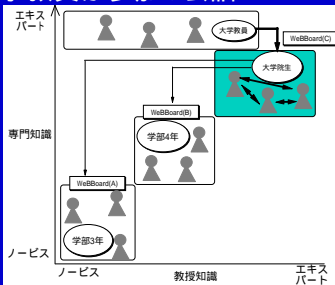 エキス
パート
大学教員
WeBBoard(C)
大学院生
WeBBoard(B)
専門知識
学部4年
WeBBoard(A)
学部3年
ノービス
ノービス
教授知識
エキス
パート